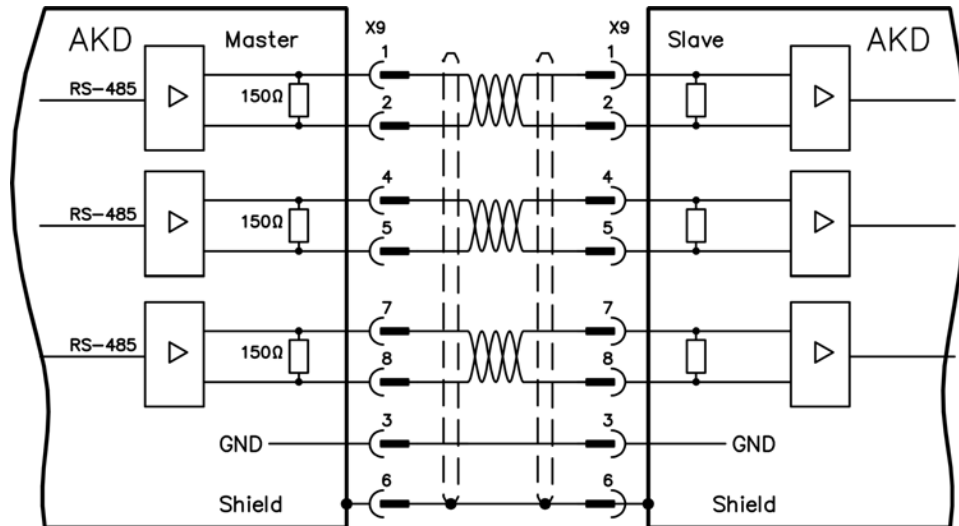 AKD Master X9 X9 Slave AKD
1 1
RS-485 150Ω
2 2
4 4
RS-485 150Ω
5 5
7 7
RS-485 150Ω
8 8
3 3
GND GND
6 6
Shield Shield